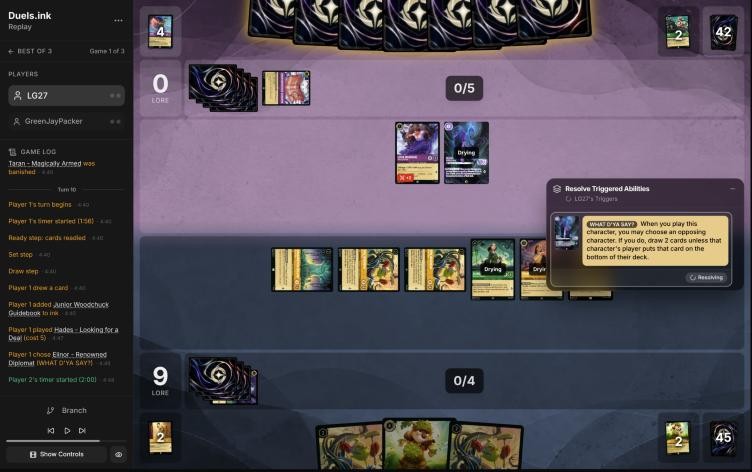 Duels.ink
Replay
← BEST OF 3
Game 1 of 3
PLAYERS
LG27
GreenJayPacker
GAME LOG
Taran - Magically Armed was
banished · 4:40
Turn 10
Player 1's turn begins · 4:40
Player 1's timer started (1:56) · 4:40
Ready step: cards readied · 4:40
Set step · 4:40
Draw step · 4:40
Player 1 drew a card · 4:40
Player 1 added Junior Woodchuck
Guidebook to ink
Player 1 played Hades - Looking for a
Deal (cost 5) · 4:47
Player 1 chose Elinor - Renowned
Diplomat (WHAT D'YA SAY?)
Player 2's timer started (2:00)
Branch
Show Controls
4
2
42
0
LORE
0/5
Drying
Resolve Triggered Abilities
LG27's Triggers
WHAT D'YA SAY? When you play this
character, you may choose an opposing
character. If you do, draw 2 cards unless that
character's player puts that card on the
bottom of their deck.
Resolving
Drying
Drying
9
LORE
0/4
2
2
45